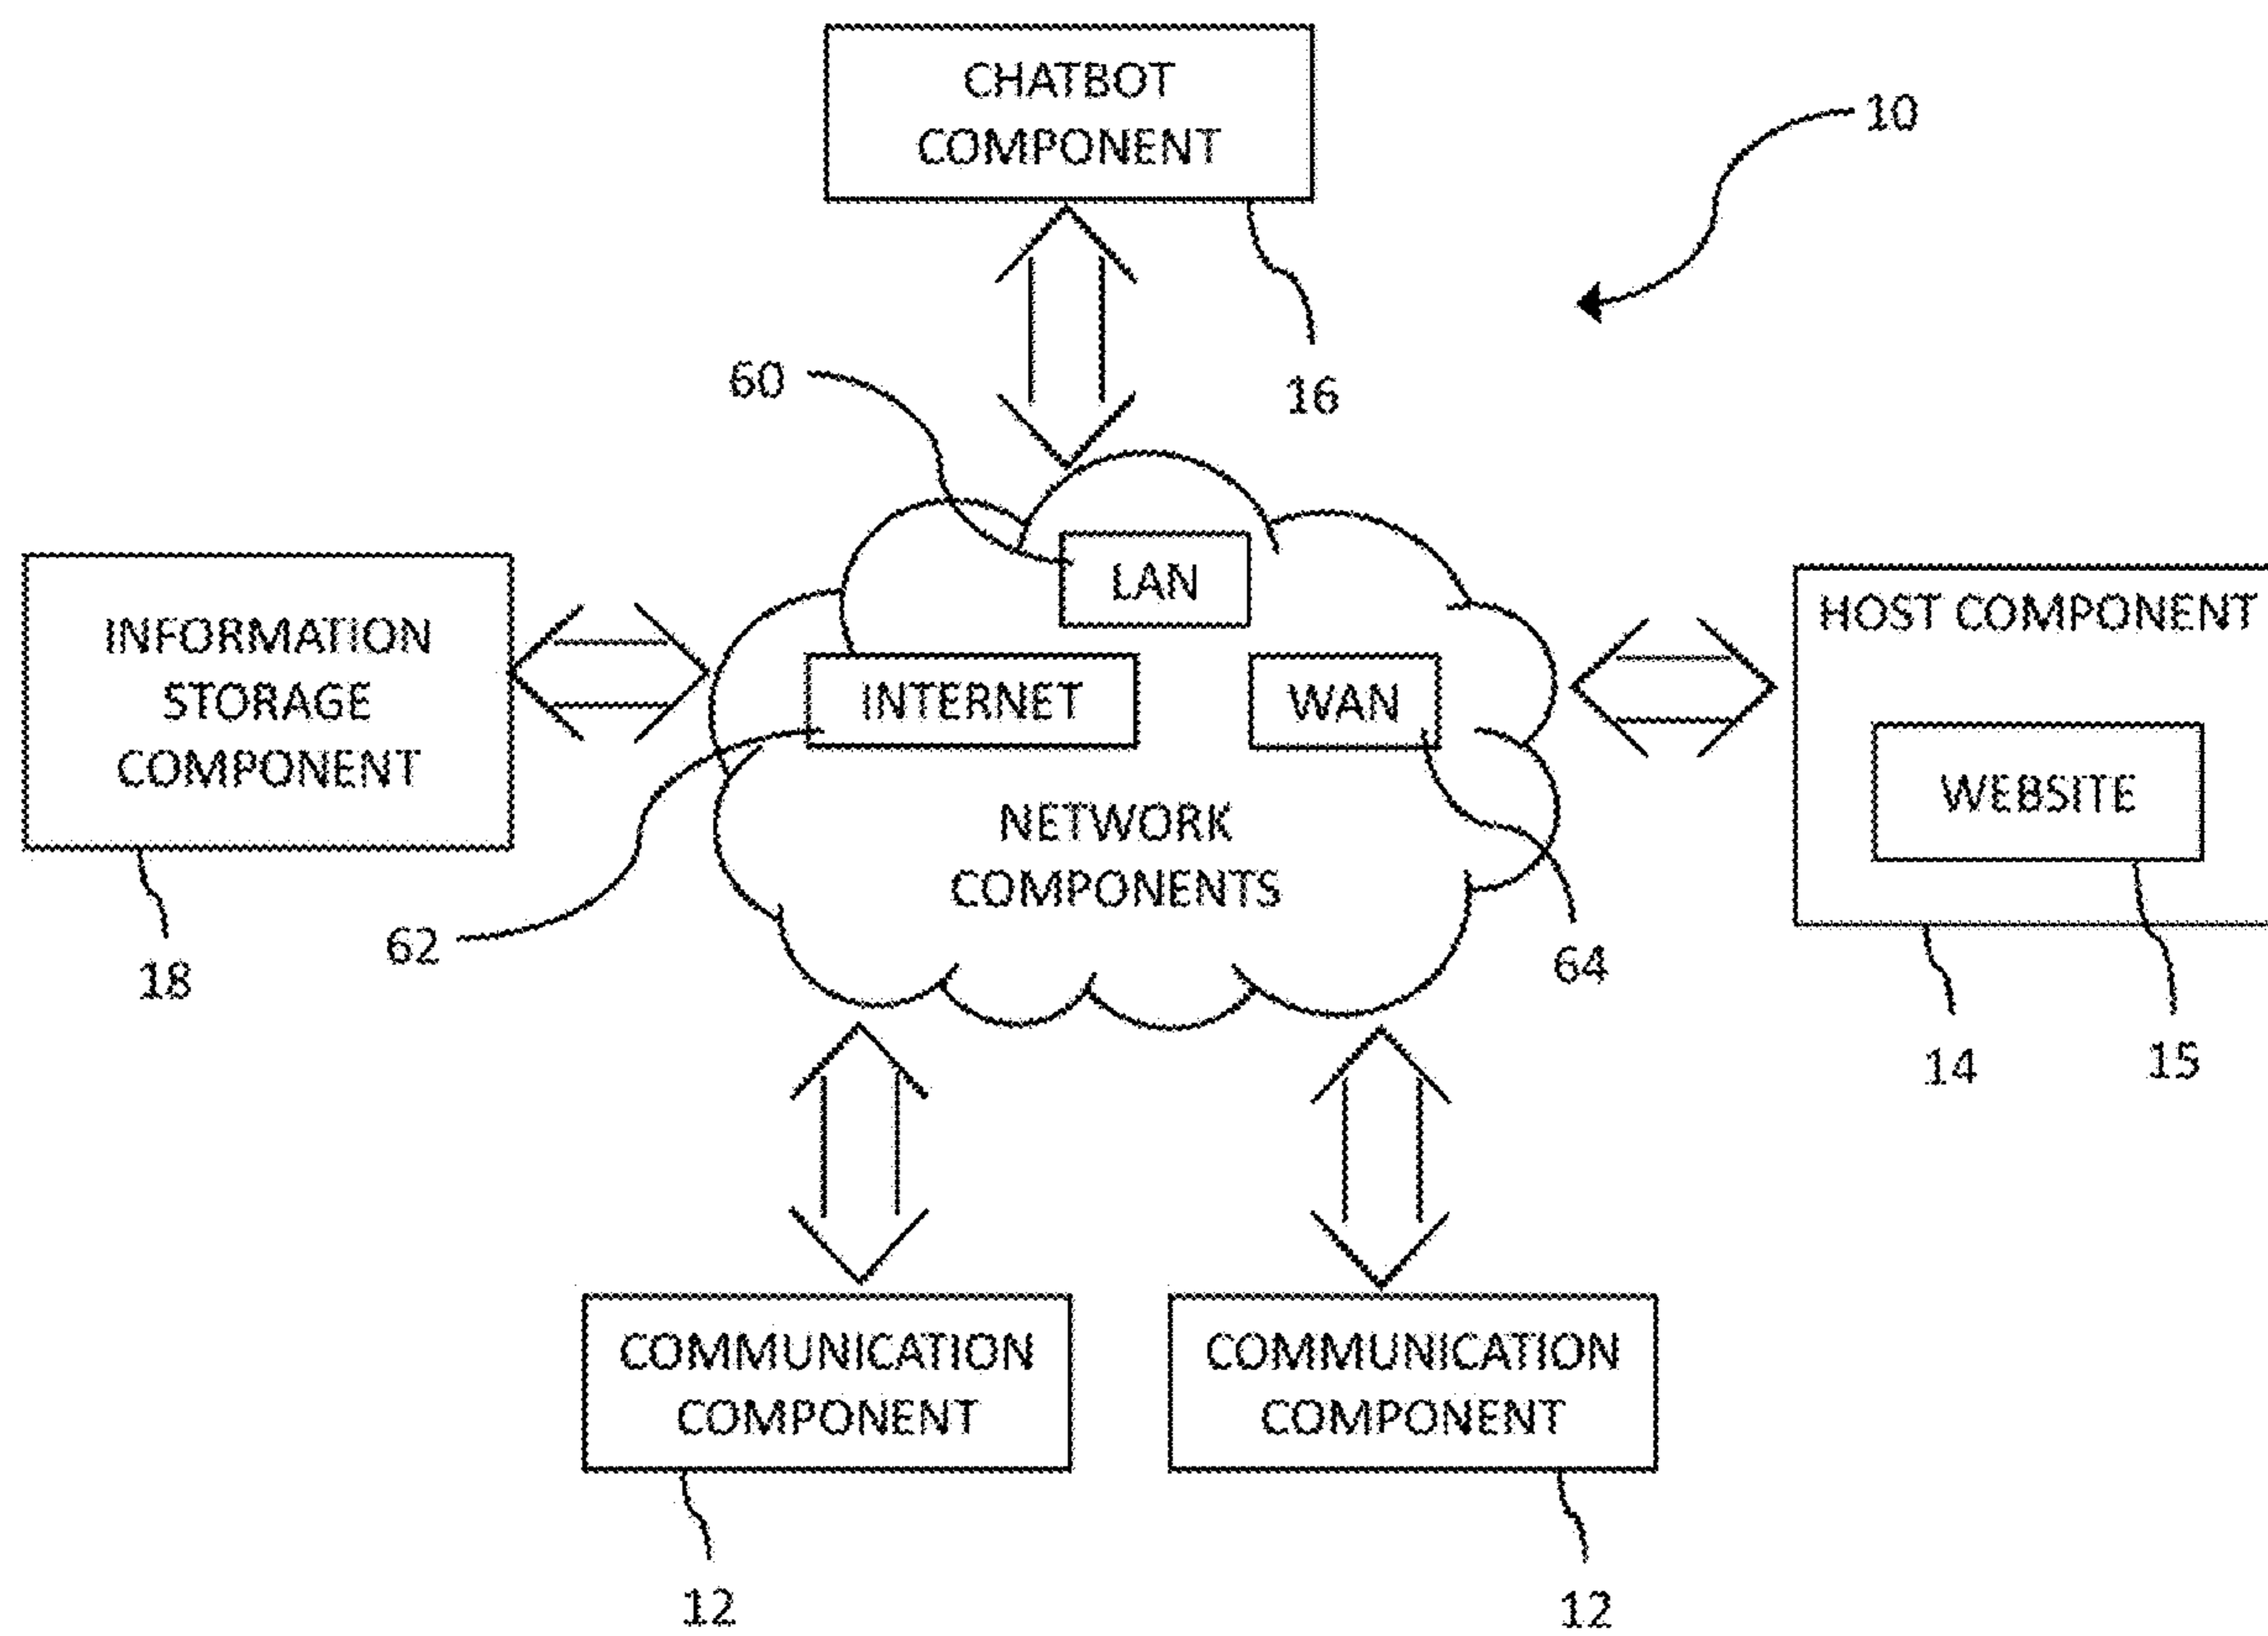 CHATBOT
COMPONENT
10
60
16
LAN
INFORMATION
STORAGE
COMPONENT
HOST COMPONENT
INTERNET
WAN
WEBSITE
NETWORK
COMPONENTS
62
64
18
14
15
COMMUNICATION
COMPONENT
COMMUNICATION
COMPONENT
12
12